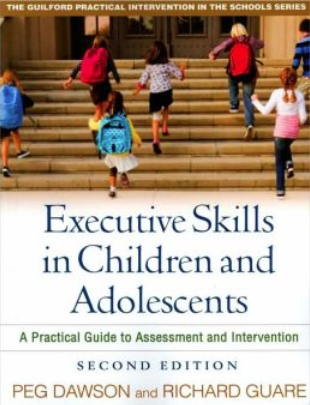 THE GUILFORD PRACTICAL INTERVENTION IN THE SCHOOLS SERIES
Executive Skills
in Children and
Adolescents
A Practical Guide to Assessment and Intervention
SECOND EDITION
PEG DAWSON AND RICHARD GUARE